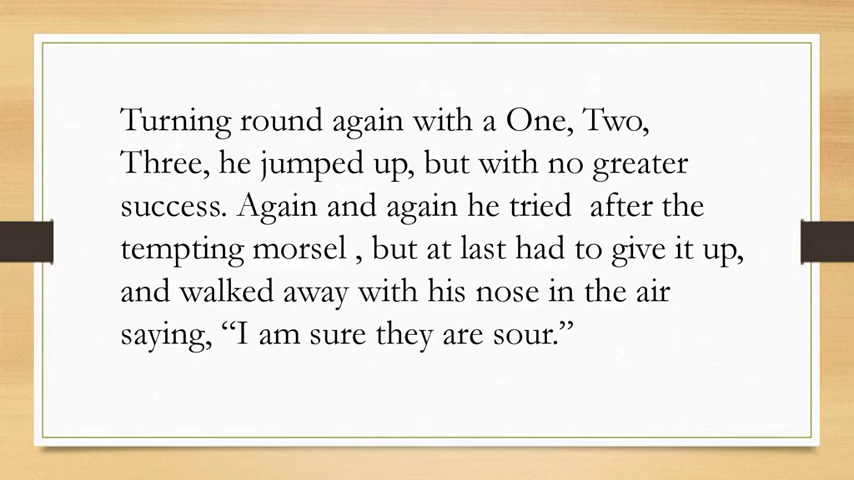 Turning round again with a One, Two,
Three, he jumped up, but with no greater
success. Again and again he tried  after the
tempting morsel , but at last had to give it up,
and walked away with his nose in the air
saying, “I am sure they are sour.”